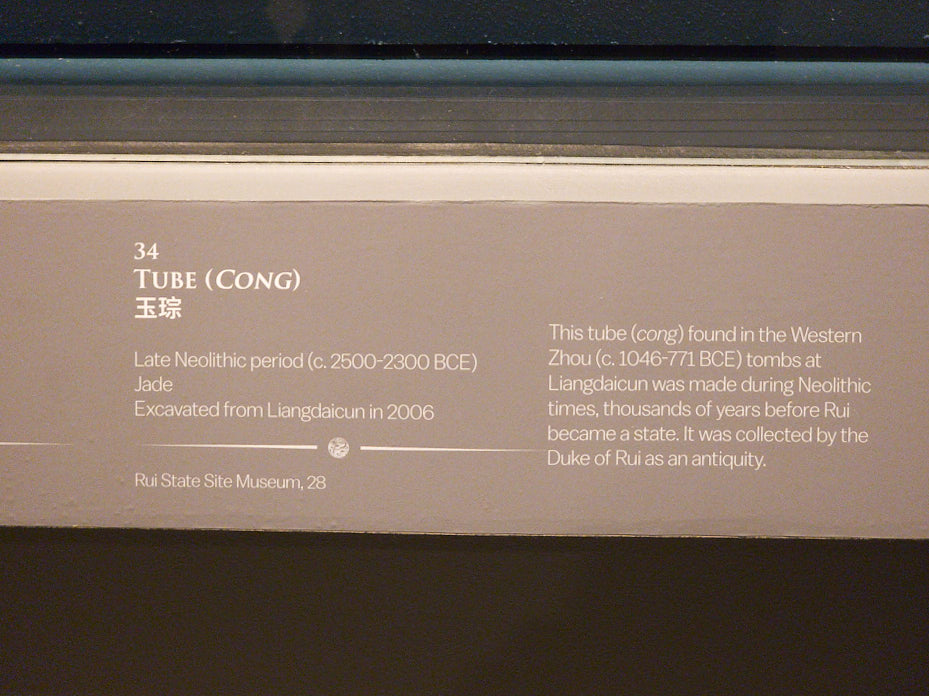 34
TUBE (CONG)
玉琮
Late Neolithic period (c. 2500-2300 BCE)
Jade
Excavated from Liangdaicun in 2006
Rui State Site Museum, 28
This tube (cong) found in the Western
Zhou (c. 1046-771 BCE) tombs at
Liangdaicun was made during Neolithic
times, thousands of years before Rui
became a state. It was collected by the
Duke of Rui as an antiquity.